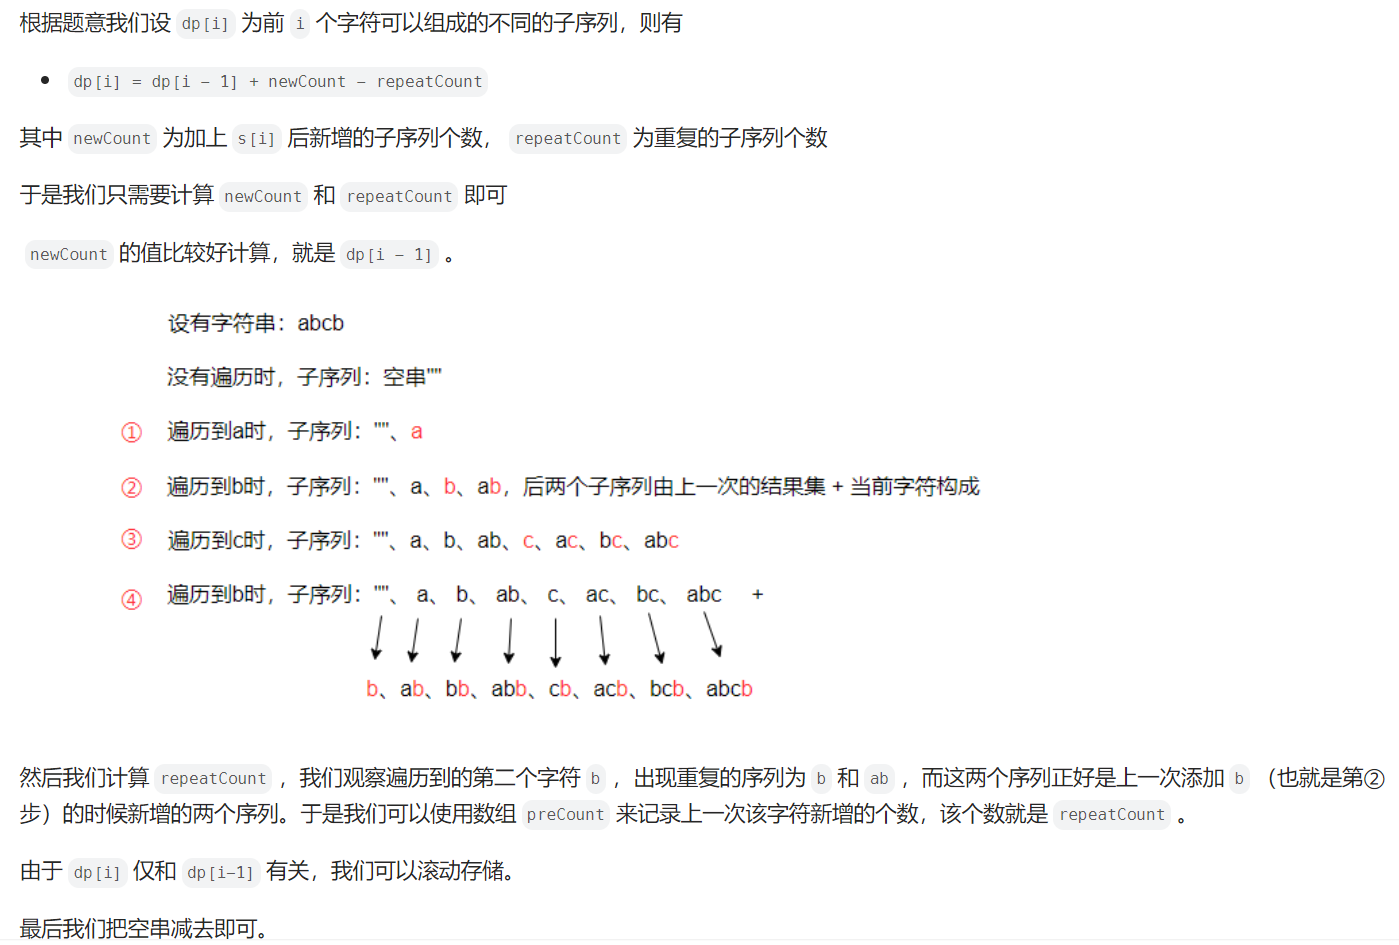 根据题意我们设 dp[i] 为前 i 个字符可以组成的不同的子序列，则有
• dp[i] = dp[i - 1] + newCount - repeatCount
其中 newCount 为加上 s[i] 后新增的子序列个数， repeatCount 为重复的子序列个数
于是我们只需要计算 newCount 和 repeatCount 即可
newCount 的值比较好计算，就是 dp[i - 1] 。
设有字符串：abcb
没有遍历时，子序列：空串""
① 遍历到a时，子序列：""、a
② 遍历到b时，子序列：""、a、b、ab，后两个子序列由上一次的结果集 + 当前字符构成
③ 遍历到c时，子序列：""、a、b、ab、c、ac、bc、abc
④ 遍历到b时，子序列：""、 a、 b、 ab、 c、 ac、 bc、 abc +
b、ab、bb、abb、cb、acb、bcb、abcb
然后我们计算 repeatCount ，我们观察遍历到的第二个字符 b ，出现重复的序列为 b 和 ab ，而这两个序列正好是上一次添加 b （也就是第②
步）的时候新增的两个序列。于是我们可以使用数组 preCount 来记录上一次该字符新增的个数，该个数就是 repeatCount 。
由于 dp[i] 仅和 dp[i-1] 有关，我们可以滚动存储。
最后我们把空串减去即可。